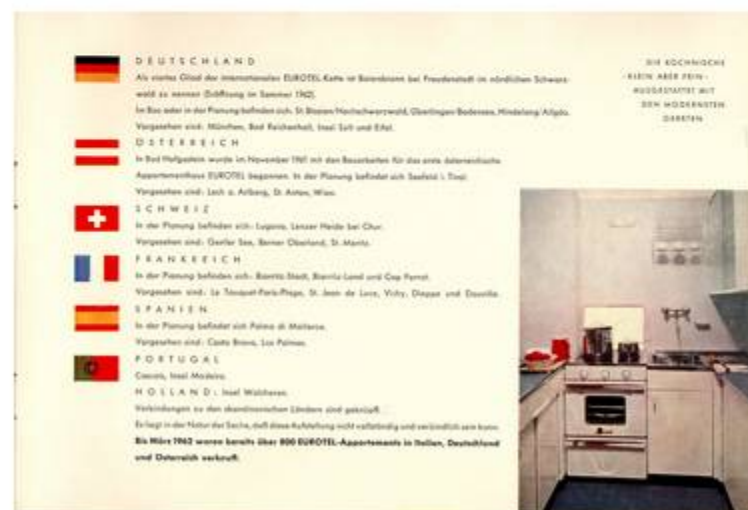 DEUTSCHLAND
Als viertes Glied der internationalen EUROTEL-Kette ist Baiersbronn bei Freudenstadt im nördlichen Schwarz-
wald zu nennen (Eröffnung im Sommer 1962).
Im Bau oder in der Planung befinden sich: St. Blasien/Hochschwarzwald, Überlingen-Bodensee, Hindelang/Allgäu.
Vorgesehen sind: München, Bad Reichenhall, Insel Sylt und Eifel.
ÖSTERREICH
In Bad Hofgastein wurde im November 1961 mit den Bauarbeiten für das erste österreichische
Appartementhaus EUROTEL begonnen. In der Planung befindet sich Seefeld i. Tirol.
Vorgesehen sind: Lech a. Arlberg, St. Anton, Wien.
SCHWEIZ
In der Planung befinden sich: Lugano, Lenzer Heide bei Chur.
Vorgesehen sind: Genfer See, Berner Oberland, St. Moritz.
FRANKREICH
In der Planung befinden sich: Biarritz-Stadt, Biarritz-Land und Cap Ferrat.
Vorgesehen sind: Le Touquet-Paris-Plage, St. Jean de Luz, Vichy, Dieppe und Deauville.
SPANIEN
In der Planung befindet sich Palma di Mallorca.
Vorgesehen sind: Costa Brava, Las Palmas.
PORTUGAL
Cascais, Insel Madeira.
HOLLAND: Insel Walcheren.
Verbindungen zu den skandinavischen Ländern sind geknüpft.
Es liegt in der Natur der Sache, daß diese Aufstellung nicht vollständig und verbindlich sein kann.
Bis März 1962 waren bereits über 800 EUROTEL-Appartements in Italien, Deutschland
und Österreich verkauft.
DIE KOCHNISCHE
- KLEIN ABER FEIN -
AUSGESTATTET MIT
DEN MODERNSTEN
GERÄTEN